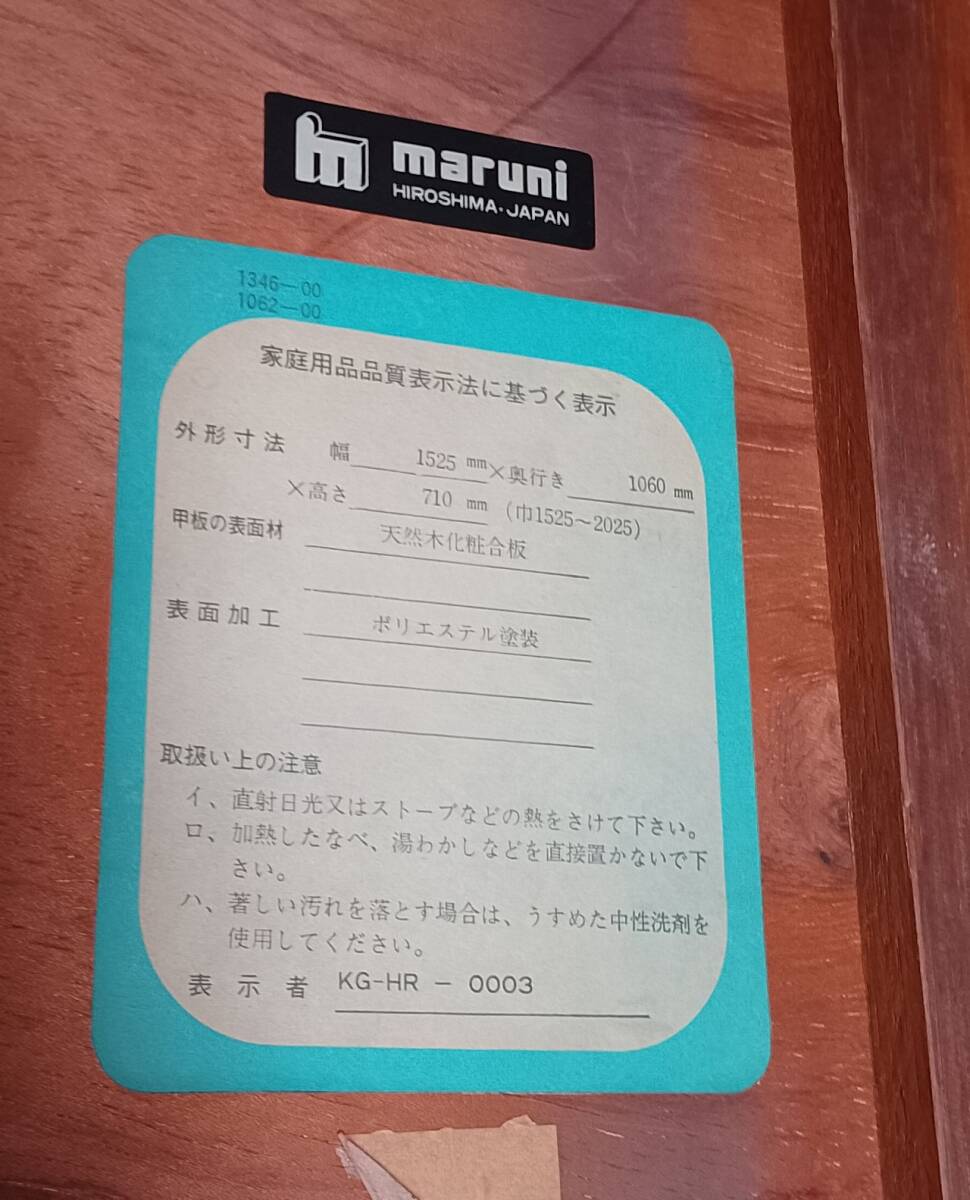 maruni
HIROSHIMA・JAPAN
1346-00
1062-00
家庭用品品質表示法に基づく表示
外形寸法 幅 1525 mm×奥行き 1060 mm
×高さ 710 mm (巾1525～2025)
甲板の表面材 天然木化粧合板
表面加工 ポリエステル塗装
取扱い上の注意
イ、直射日光又はストーブなどの熱をさけて下さい。
ロ、加熱したなべ、湯わかしなどを直接置かないで下
さい。
ハ、著しい汚れを落とす場合は、うすめた中性洗剤を
使用してください。
表示者 KG-HR - 0003